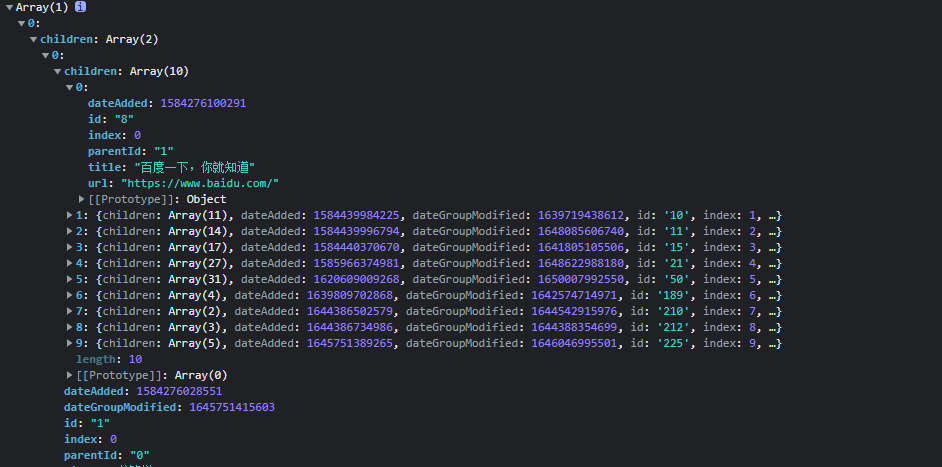 Array(1) i
0:
children: Array(2)
0:
children: Array(10)
0:
dateAdded: 1584276100291
id: "8"
index: 0
parentId: "1"
title: "百度一下，你就知道"
url: "https://www.baidu.com/"
[[Prototype]]: Object
1: {children: Array(11), dateAdded: 1584439984225, dateGroupModified: 1639719438612, id: '10', index: 1, …}
2: {children: Array(14), dateAdded: 1584439996794, dateGroupModified: 1648085606740, id: '11', index: 2, …}
3: {children: Array(17), dateAdded: 1584440370670, dateGroupModified: 1641805105506, id: '15', index: 3, …}
4: {children: Array(27), dateAdded: 1585966374981, dateGroupModified: 1648622988180, id: '21', index: 4, …}
5: {children: Array(31), dateAdded: 1620609009268, dateGroupModified: 1650007992550, id: '50', index: 5, …}
6: {children: Array(4), dateAdded: 1639809702868, dateGroupModified: 1642574714971, id: '189', index: 6, …}
7: {children: Array(2), dateAdded: 1644386502579, dateGroupModified: 1644542915976, id: '210', index: 7, …}
8: {children: Array(3), dateAdded: 1644386734986, dateGroupModified: 1644388354699, id: '212', index: 8, …}
9: {children: Array(5), dateAdded: 1645751389265, dateGroupModified: 1646046995501, id: '225', index: 9, …}
length: 10
[[Prototype]]: Array(0)
dateAdded: 1584276028551
dateGroupModified: 1645751415603
id: "1"
index: 0
parentId: "0"